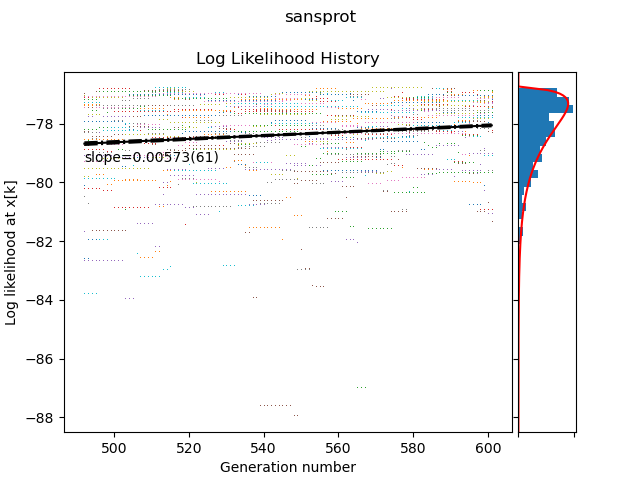 sansprot
Log Likelihood History
Log likelihood at x[k]
−78
−80
−82
−84
−86
−88
slope=0.00573(61)
500
520
540
560
580
600
Generation number